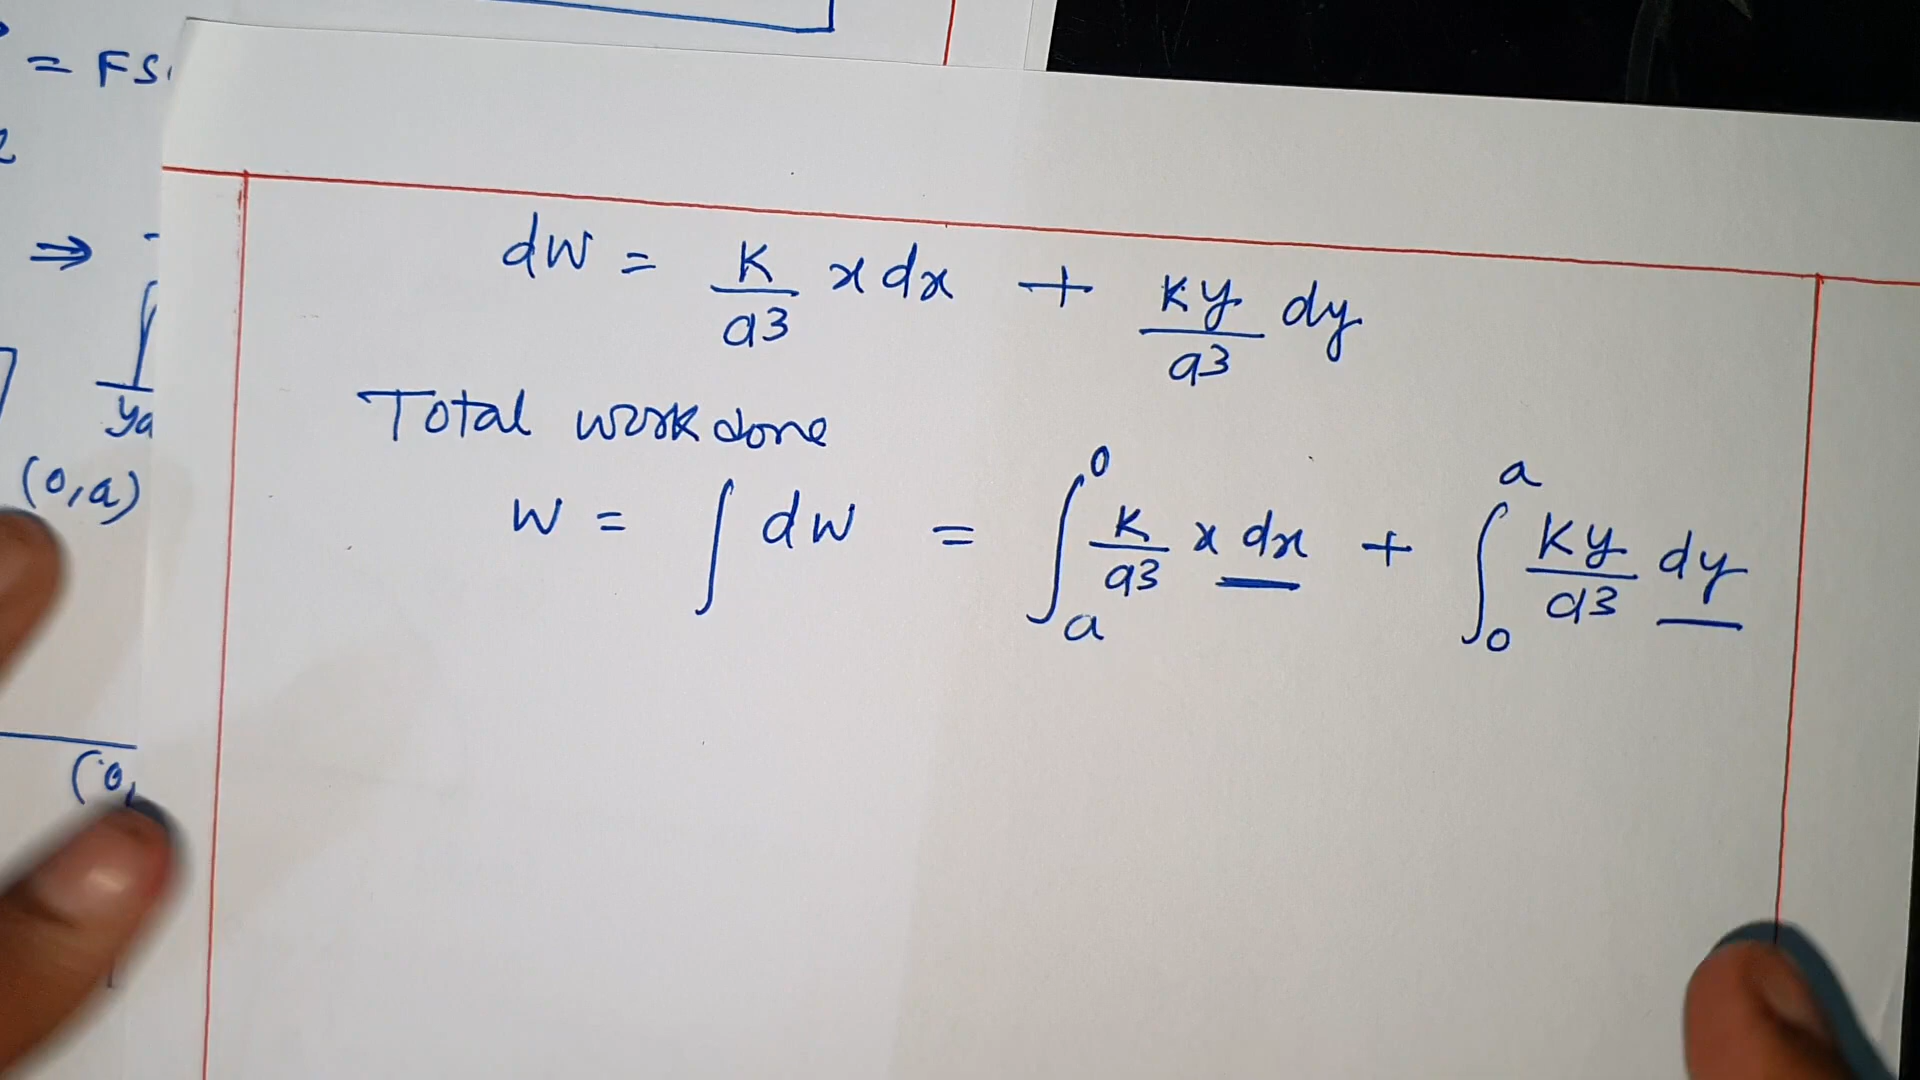 = FS
⇒
ya
(0,a)
(0,
dw = K/a3 x dx + Ky/a3 dy
Total work done
w = ∫ dw = ∫_a^0 K/a3 x dx + ∫_0^a Ky/a3 dy